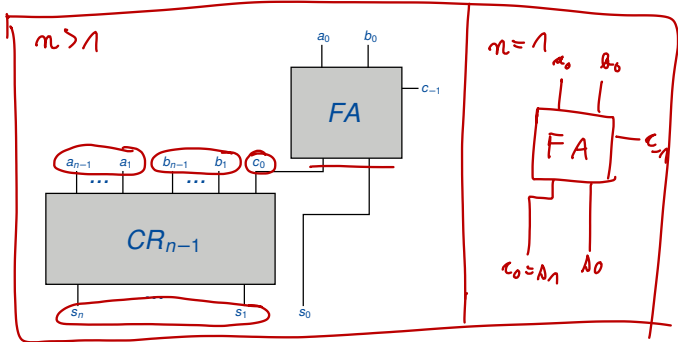 n>1
a₀ b₀
FA
c₋₁
aₙ₋₁ ... a₁ bₙ₋₁ ... b₁ c₀
CRₙ₋₁
sₙ ... s₁ s₀
n=1
a₀ b₀
FA
c₋₁
c₀=s₁ s₀